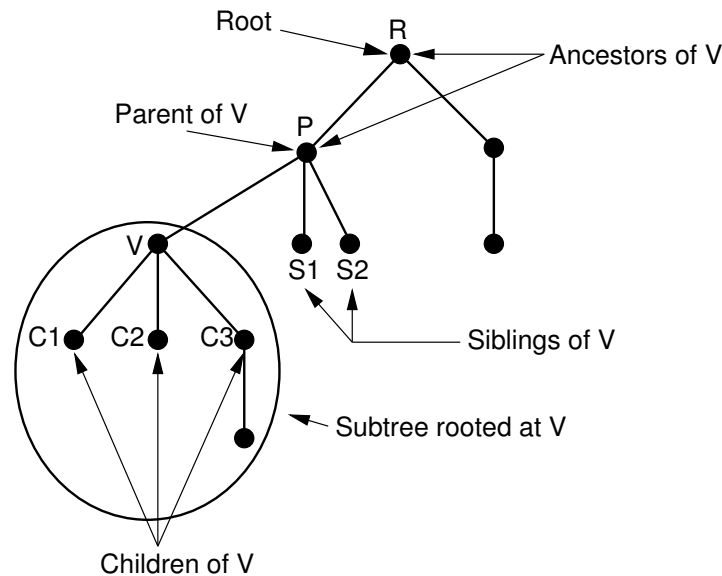 Root
R
Ancestors of V
Parent of V
P
V
S1
S2
C1
C2
C3
Siblings of V
Subtree rooted at V
Children of V